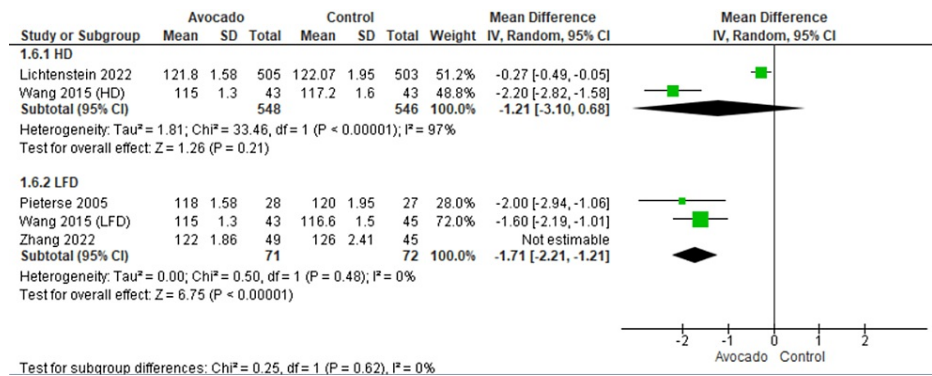 Avocado Control Mean Difference Mean Difference
Study or Subgroup Mean SD Total Mean SD Total Weight IV, Random, 95% CI IV, Random, 95% CI
1.6.1 HD
Lichtenstein 2022 121.8 1.58 505 122.07 1.95 503 51.2% -0.27 [-0.49, -0.05]
Wang 2015 (HD) 115 1.3 43 117.2 1.6 43 48.8% -2.20 [-2.82, -1.58]
Subtotal (95% CI) 548 546 100.0% -1.21 [-3.10, 0.68]
Heterogeneity: Tau² = 1.81; Chi² = 33.46, df = 1 (P < 0.00001); I² = 97%
Test for overall effect: Z = 1.26 (P = 0.21)
1.6.2 LFD
Pieterse 2005 118 1.58 28 120 1.95 27 28.0% -2.00 [-2.94, -1.06]
Wang 2015 (LFD) 115 1.3 43 116.6 1.5 45 72.0% -1.60 [-2.19, -1.01]
Zhang 2022 122 1.86 49 126 2.41 45 Not estimable
Subtotal (95% CI) 71 72 100.0% -1.71 [-2.21, -1.21]
Heterogeneity: Tau² = 0.00; Chi² = 0.50, df = 1 (P = 0.48); I² = 0%
Test for overall effect: Z = 6.75 (P < 0.00001)
-2 -1 0 1 2
Avocado Control
Test for subgroup differences: Chi² = 0.25, df = 1 (P = 0.62), I² = 0%